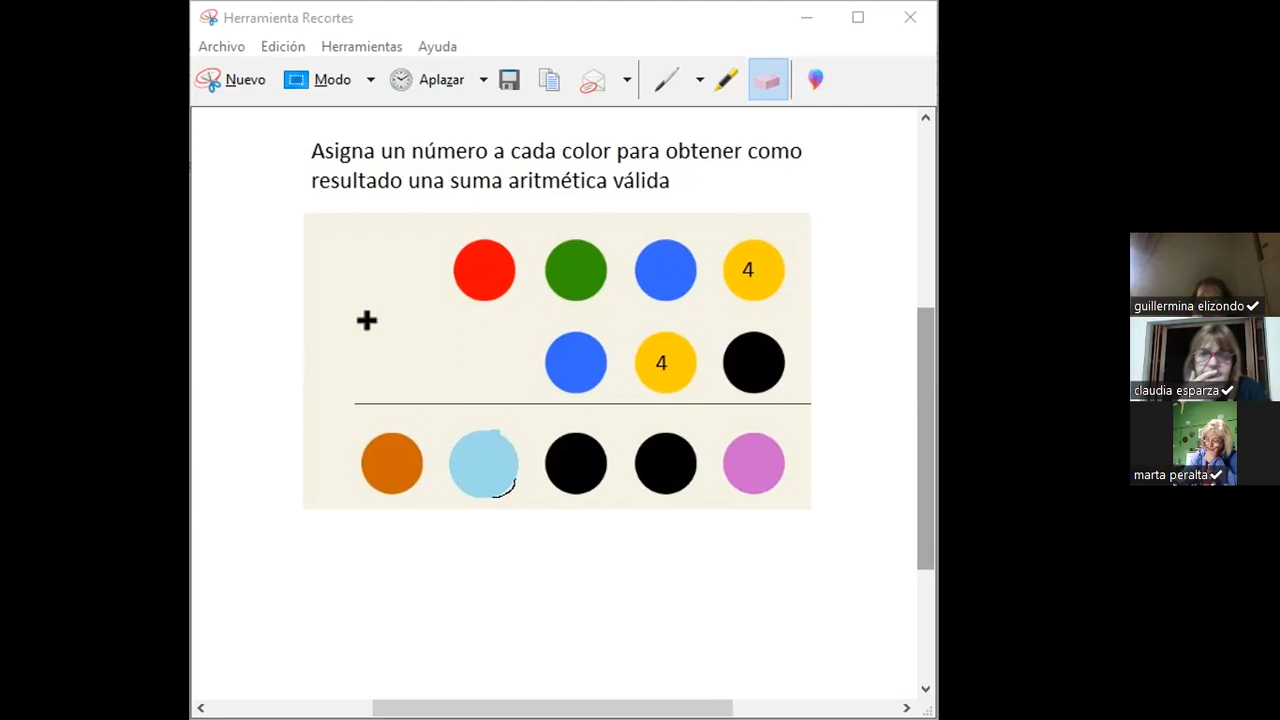 Herramienta Recortes
Archivo Edición Herramientas Ayuda
Nuevo Modo Aplazar
Asigna un número a cada color para obtener como
resultado una suma aritmética válida
4
4
guillermina elizondo
claudia esparza
marta peralta